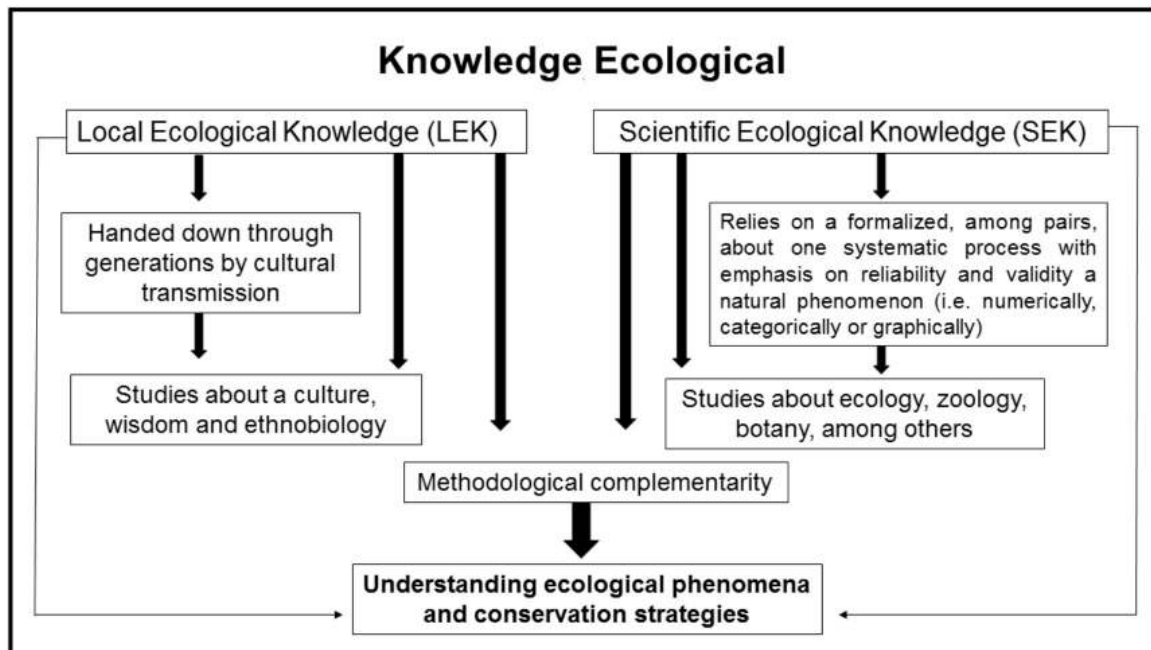 Knowledge Ecological
Local Ecological Knowledge (LEK)
Scientific Ecological Knowledge (SEK)
Handed down through
generations by cultural
transmission
Relies on a formalized, among pairs,
about one systematic process with
emphasis on reliability and validity a
natural phenomenon (i.e. numerically,
categorically or graphically)
Studies about a culture,
wisdom and ethnobiology
Studies about ecology, zoology,
botany, among others
Methodological complementarity
Understanding ecological phenomena
and conservation strategies